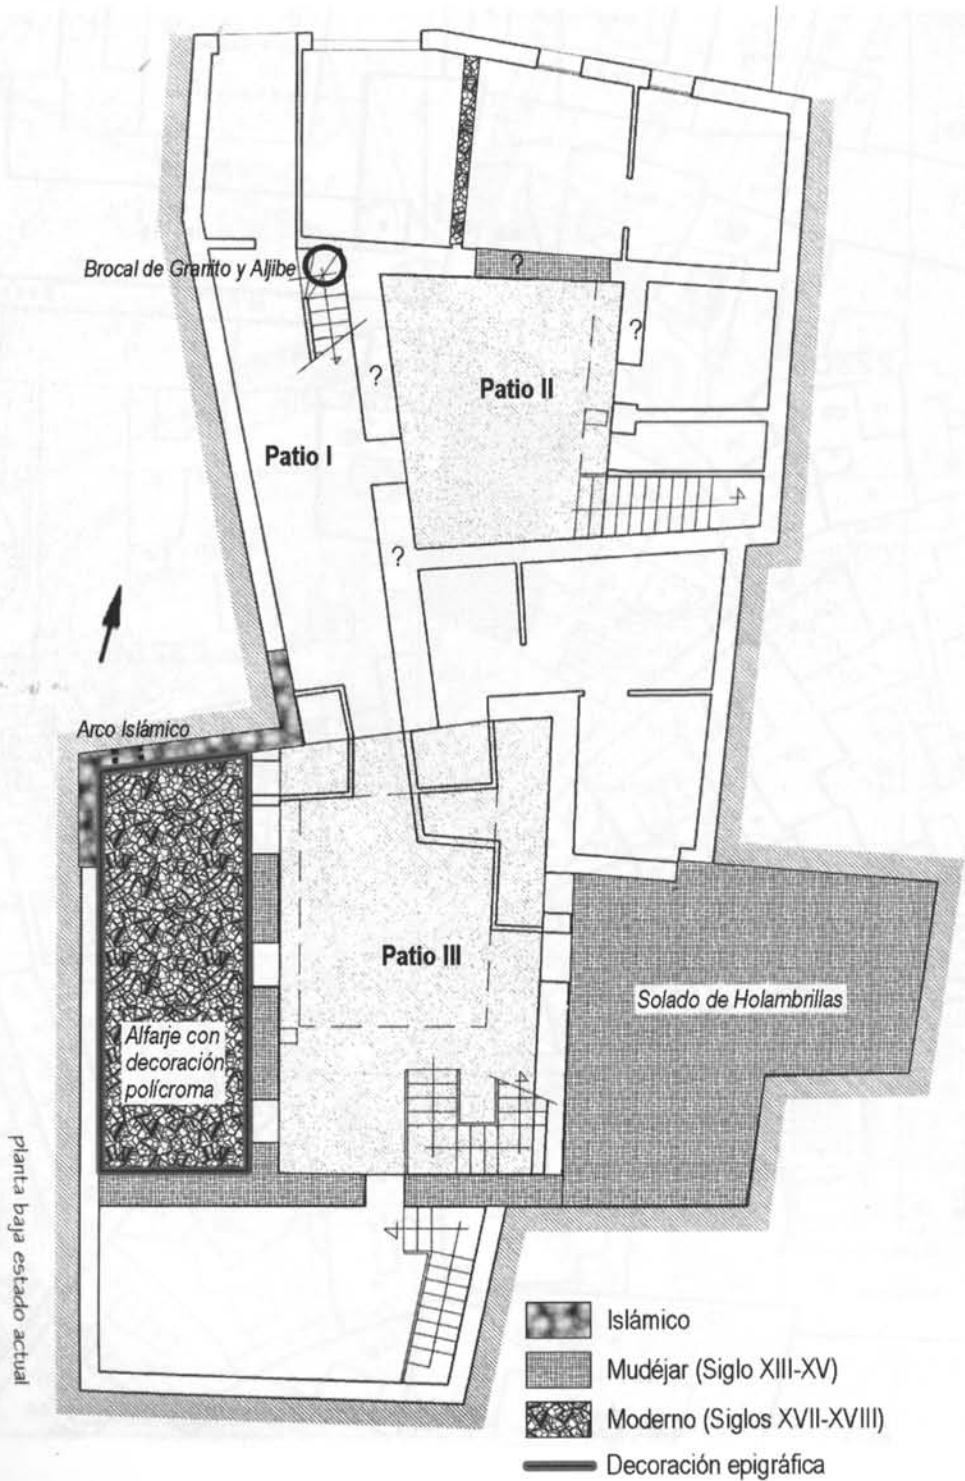 Brocal de Granito y Aljibe
?
?
?
Patio II
Patio I
?
Arco Islámico
Patio III
Solado de Holambrillas
Alfarje con
decoración
polícroma
planta baja estado actual
Islámico
Mudéjar (Siglo XIII-XV)
Moderno (Siglos XVII-XVIII)
Decoración epigráfica